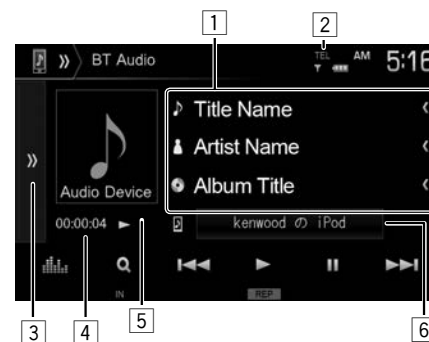 1
2
BT Audio
TEL
AM
5:16
Title Name
Artist Name
Album Title
Audio Device
00:00:04
kenwood の iPod
IN
REP
3
4
5
6